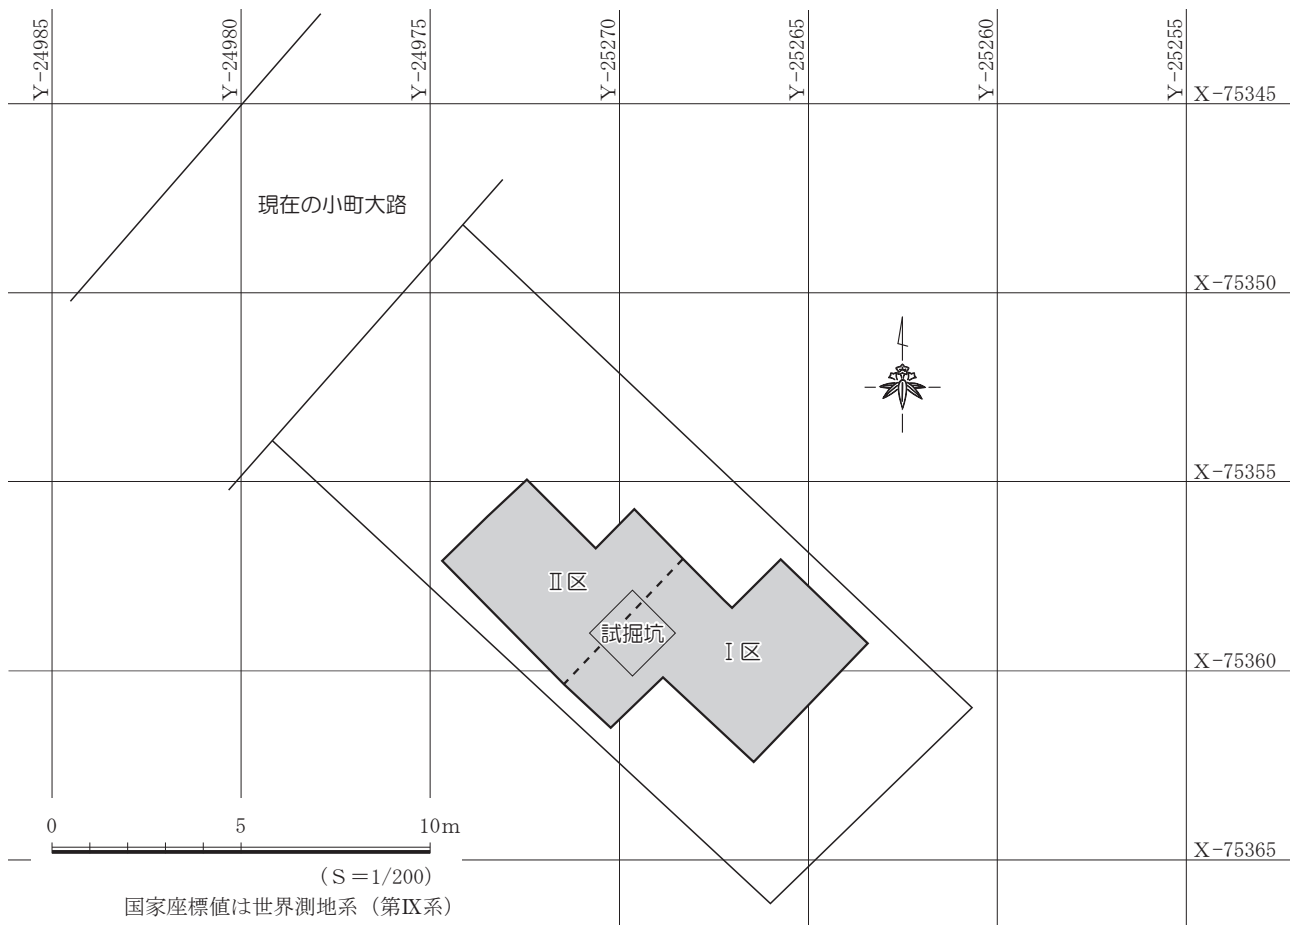 Y-24985
Y-24980
Y-24975
Y-25270
Y-25265
Y-25260
Y-25255
X-75345
現在の小町大路
X-75350
X-75355
Ⅱ区
試掘坑
Ⅰ区
X-75360
0 5 10m
X-75365
(S=1/200)
国家座標値は世界測地系(第Ⅸ系)